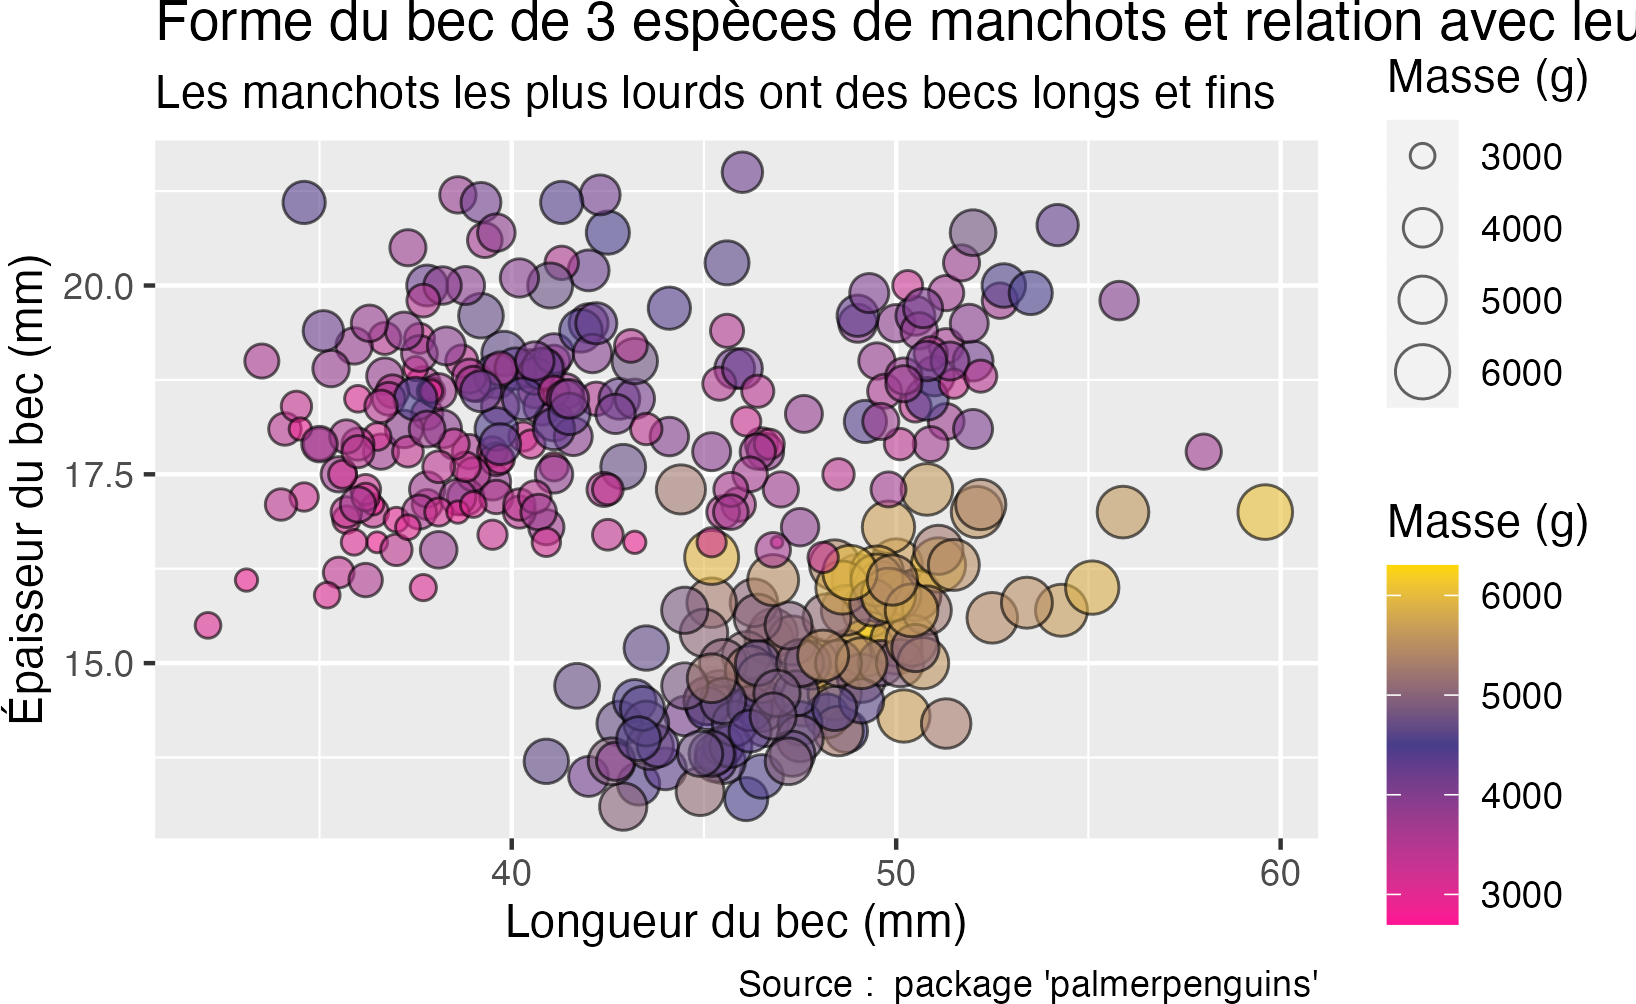 Forme du bec de 3 espèces de manchots et relation avec leu
Les manchots les plus lourds ont des becs longs et fins
Masse (g)
3000
4000
5000
6000
Masse (g)
6000
5000
4000
3000
Épaisseur du bec (mm)
20.0
17.5
15.0
40 50 60
Longueur du bec (mm)
Source : package 'palmerpenguins'